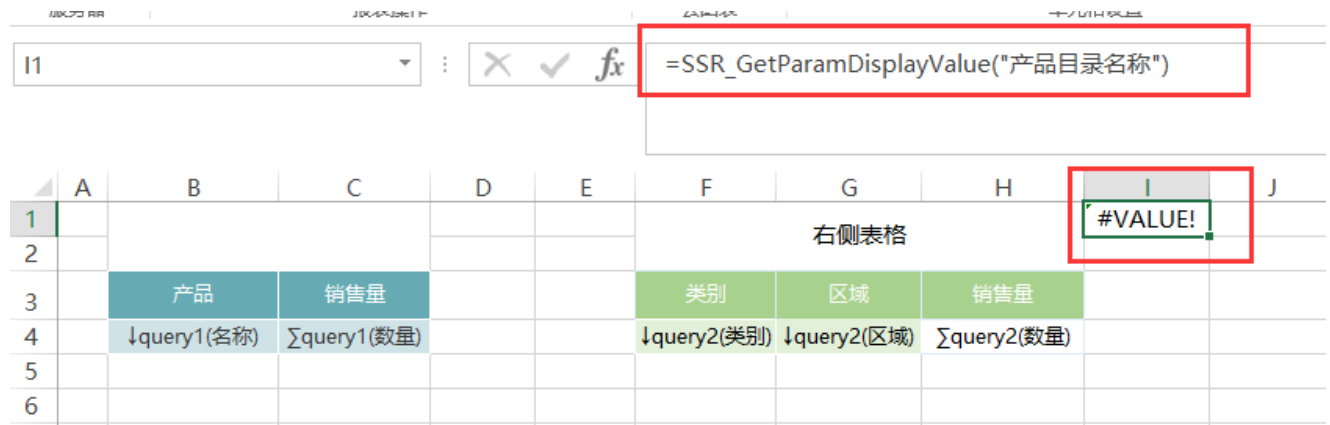 I1 fx =SSR_GetParamDisplayValue("产品目录名称")
A B C D E F G H I J
1 #VALUE!
右侧表格
2
3 产品 销售量 类别 区域 销售量
4 ↓query1(名称) ∑query1(数量) ↓query2(类别) ↓query2(区域) ∑query2(数量)
5
6